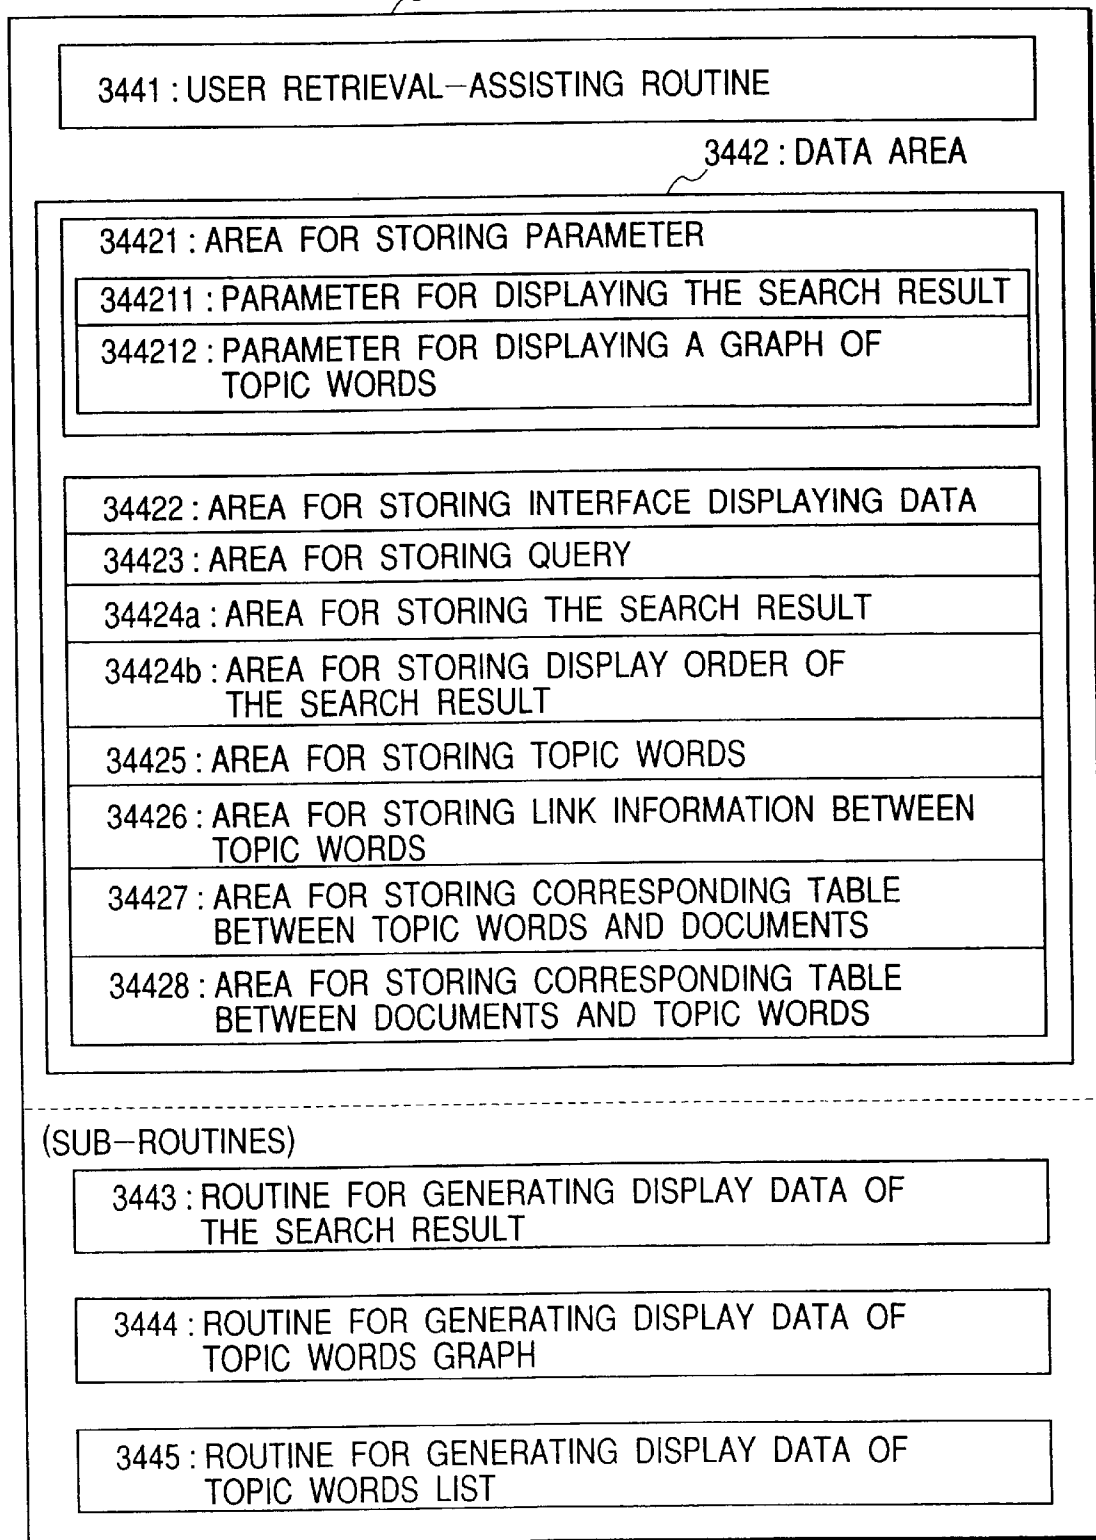 3441 : USER RETRIEVAL-ASSISTING ROUTINE
3442 : DATA AREA
34421 : AREA FOR STORING PARAMETER
344211 : PARAMETER FOR DISPLAYING THE SEARCH RESULT
344212 : PARAMETER FOR DISPLAYING A GRAPH OF
TOPIC WORDS
34422 : AREA FOR STORING INTERFACE DISPLAYING DATA
34423 : AREA FOR STORING QUERY
34424a : AREA FOR STORING THE SEARCH RESULT
34424b : AREA FOR STORING DISPLAY ORDER OF
THE SEARCH RESULT
34425 : AREA FOR STORING TOPIC WORDS
34426 : AREA FOR STORING LINK INFORMATION BETWEEN
TOPIC WORDS
34427 : AREA FOR STORING CORRESPONDING TABLE
BETWEEN TOPIC WORDS AND DOCUMENTS
34428 : AREA FOR STORING CORRESPONDING TABLE
BETWEEN DOCUMENTS AND TOPIC WORDS
(SUB-ROUTINES)
3443 : ROUTINE FOR GENERATING DISPLAY DATA OF
THE SEARCH RESULT
3444 : ROUTINE FOR GENERATING DISPLAY DATA OF
TOPIC WORDS GRAPH
3445 : ROUTINE FOR GENERATING DISPLAY DATA OF
TOPIC WORDS LIST